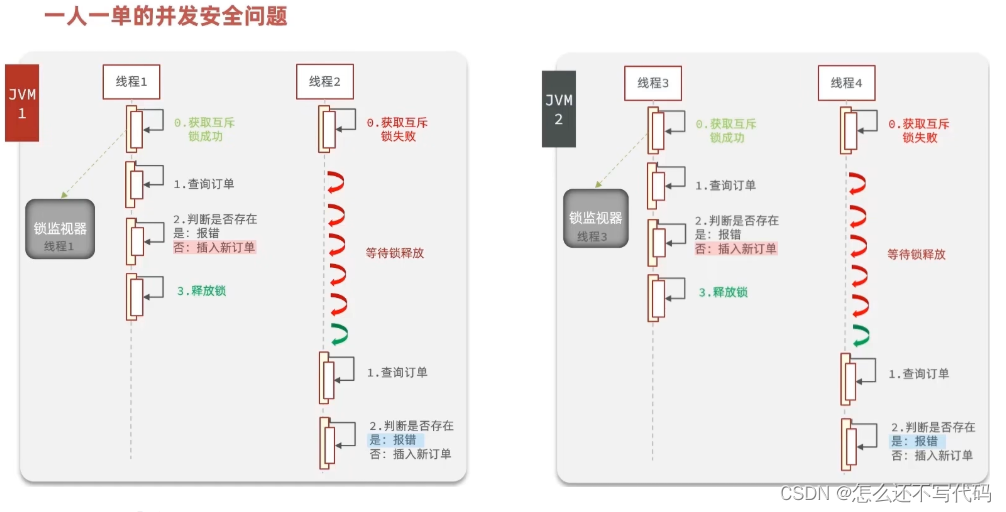 一人一单的并发安全问题
JVM
1
线程1
线程2
0.获取互斥
锁成功
0.获取互斥
锁失败
1.查询订单
锁监视器
线程1
2.判断是否存在
是：报错
否：插入新订单
等待锁释放
3.释放锁
1.查询订单
2.判断是否存在
是：报错
否：插入新订单
JVM
2
线程3
线程4
0.获取互斥
锁成功
0.获取互斥
锁失败
1.查询订单
锁监视器
线程3
2.判断是否存在
是：报错
否：插入新订单
等待锁释放
3.释放锁
1.查询订单
2.判断是否存在
是：报错
否：插入新订单
CSDN @怎么还不写代码